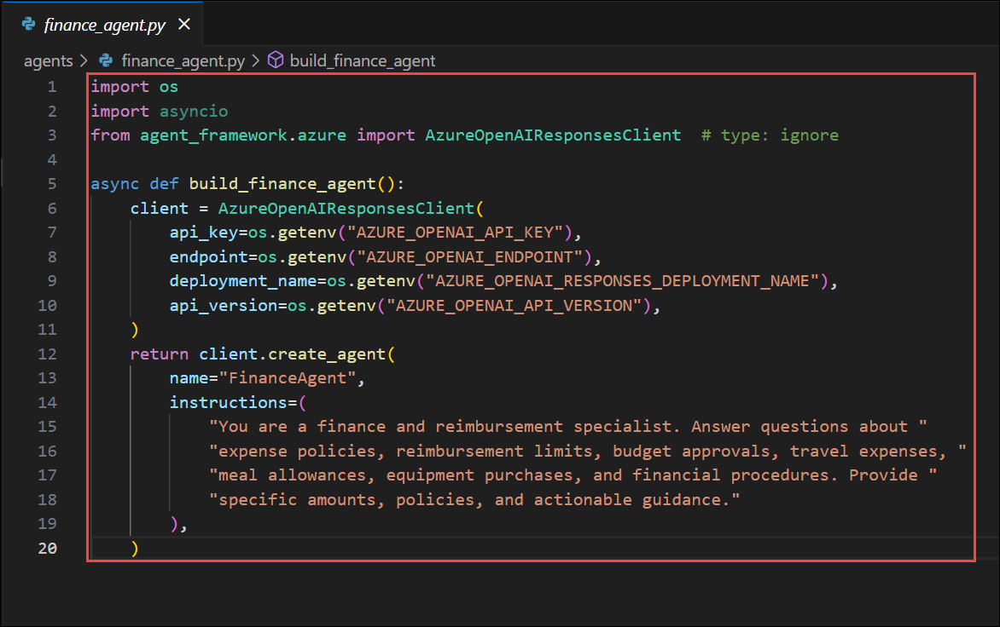 finance_agent.py
agents > finance_agent.py > build_finance_agent
1 import os
2 import asyncio
3 from agent_framework.azure import AzureOpenAIResponsesClient  # type: ignore
4
5 async def build_finance_agent():
6     client = AzureOpenAIResponsesClient(
7         api_key=os.getenv("AZURE_OPENAI_API_KEY"),
8         endpoint=os.getenv("AZURE_OPENAI_ENDPOINT"),
9         deployment_name=os.getenv("AZURE_OPENAI_RESPONSES_DEPLOYMENT_NAME"),
10         api_version=os.getenv("AZURE_OPENAI_API_VERSION"),
11     )
12     return client.create_agent(
13         name="FinanceAgent",
14         instructions=(
15             "You are a finance and reimbursement specialist. Answer questions about "
16             "expense policies, reimbursement limits, budget approvals, travel expenses, "
17             "meal allowances, equipment purchases, and financial procedures. Provide "
18             "specific amounts, policies, and actionable guidance."
19         ),
20     )